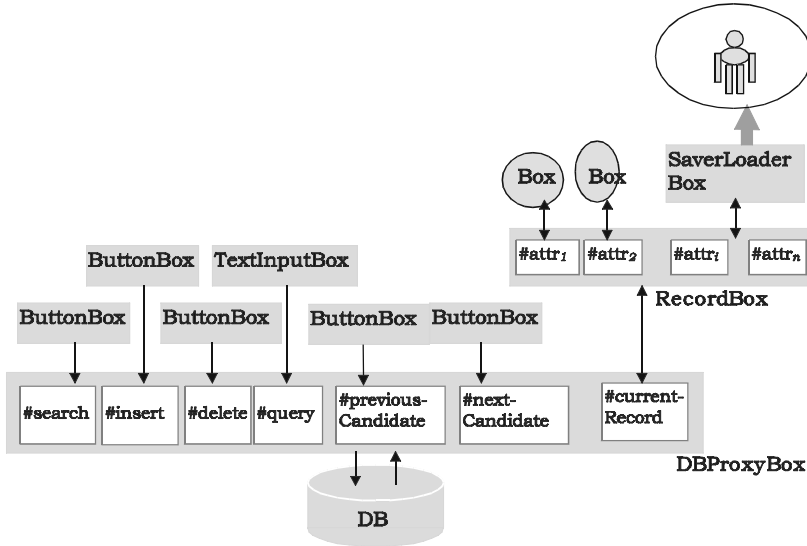 SaverLoader
Box
Box
Box
#attr1
#attr2
#attri
#attrn
RecordBox
ButtonBox
TextInputBox
ButtonBox
ButtonBox
ButtonBox
ButtonBox
#search
#insert
#delete
#query
#previous-
Candidate
#next-
Candidate
#current-
Record
DBProxyBox
DB